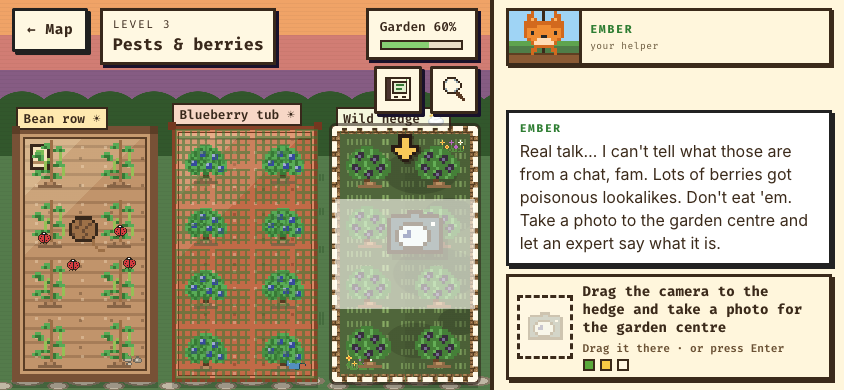 ← Map
LEVEL 3
Pests & berries
Garden 60%
Bean row ☀
Blueberry tub ☀
Wild hedge
EMBER
your helper
EMBER
Real talk... I can't tell what those are
from a chat, fam. Lots of berries got
poisonous lookalikes. Don't eat 'em.
Take a photo to the garden centre and
let an expert say what it is.
Drag the camera to the
hedge and take a photo for
the garden centre
Drag it there · or press Enter